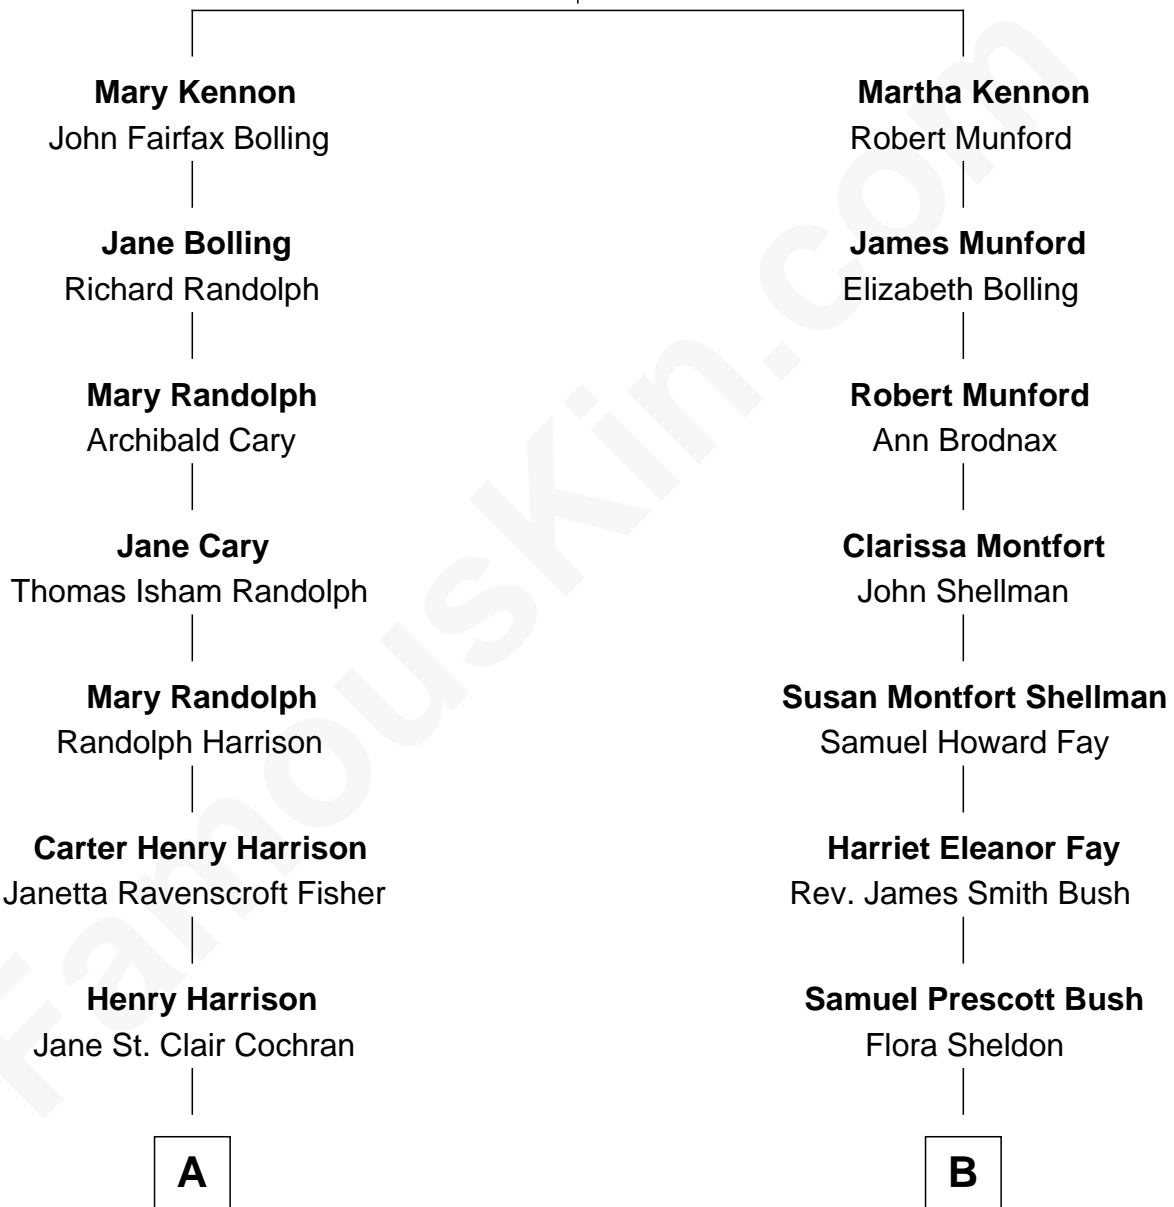 Mary Kennon
John Fairfax Bolling
Jane Bolling
Richard Randolph
Mary Randolph
Archibald Cary
Jane Cary
Thomas Isham Randolph
Mary Randolph
Randolph Harrison
Carter Henry Harrison
Janetta Ravenscroft Fisher
Henry Harrison
Jane St. Clair Cochran
A
Martha Kennon
Robert Munford
James Munford
Elizabeth Bolling
Robert Munford
Ann Brodnax
Clarissa Montfort
John Shellman
Susan Montfort Shellman
Samuel Howard Fay
Harriet Eleanor Fay
Rev. James Smith Bush
Samuel Prescott Bush
Flora Sheldon
B
FamousKin.com